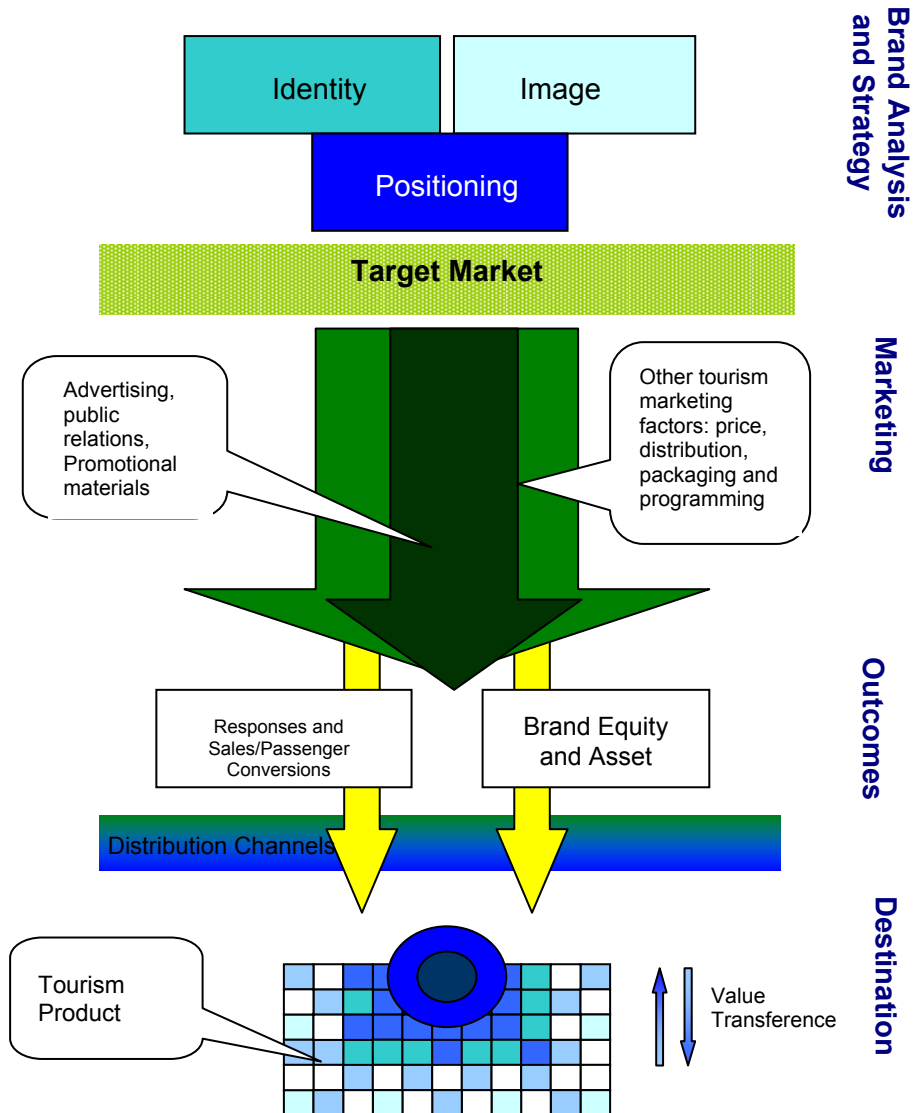 Brand Analysis
and Strategy
Identity
Image
Positioning
Target Market
Marketing
Advertising,
public
relations,
Promotional
materials
Other tourism
marketing
factors: price,
distribution,
packaging and
programming
Outcomes
Responses and
Sales/Passenger
Conversions
Brand Equity
and Asset
Distribution Channels
Destination
Tourism
Product
Value
Transference